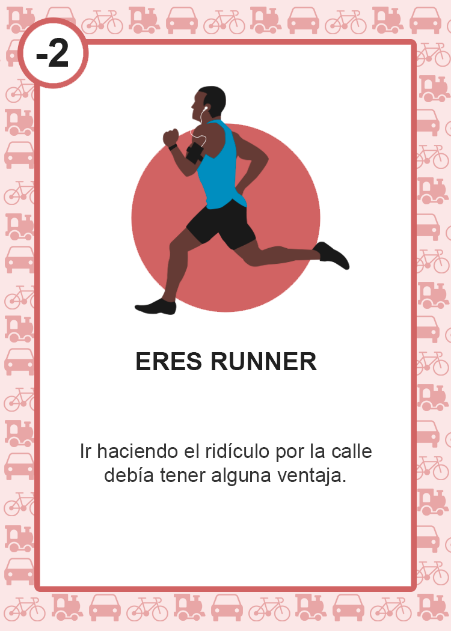 -2
ERES RUNNER
Ir haciendo el ridículo por la calle
debía tener alguna ventaja.